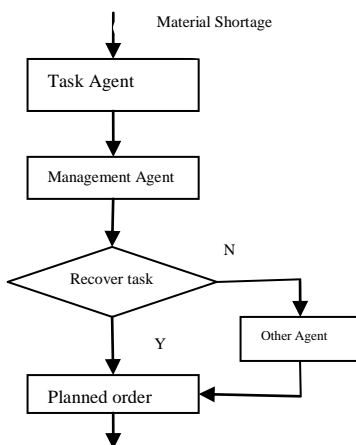 Material Shortage
Task Agent
Management Agent
N
Recover task
Other Agent
Y
Planned order